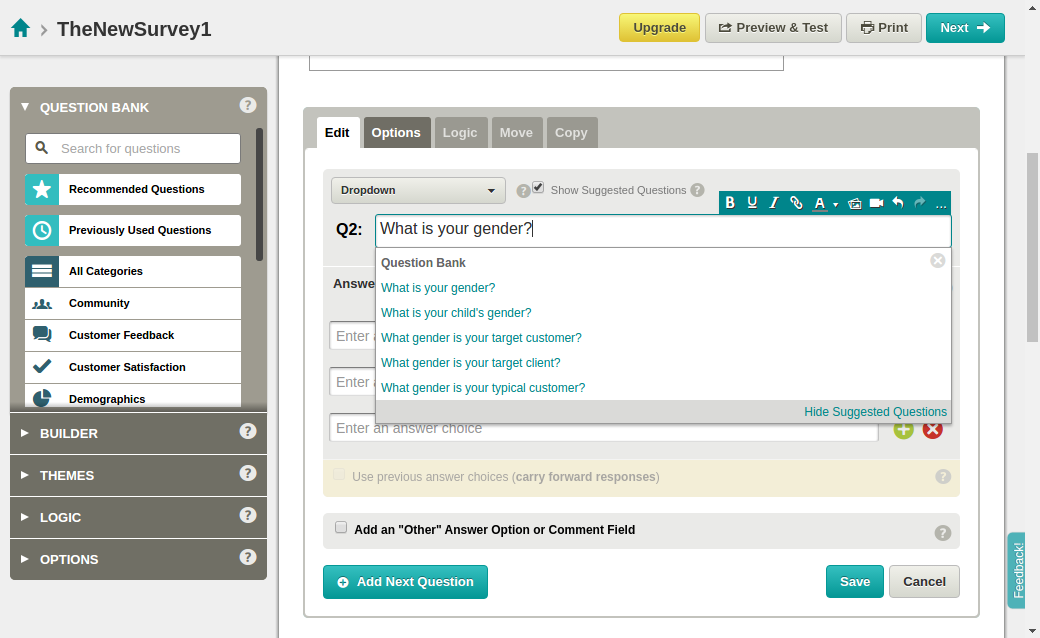 TheNewSurvey1
Upgrade
Preview & Test
Print
Next
QUESTION BANK
?
Search for questions
Recommended Questions
Previously Used Questions
All Categories
Community
Customer Feedback
Customer Satisfaction
Demographics
BUILDER
?
THEMES
?
LOGIC
?
OPTIONS
?
Edit
Options
Logic
Move
Copy
Dropdown
?
Show Suggested Questions
?
B U I A ...
Q2:
What is your gender?
Question Bank
What is your gender?
What is your child's gender?
What gender is your target customer?
What gender is your target client?
What gender is your typical customer?
Hide Suggested Questions
Answe
Enter a
Enter a
Enter an answer choice
Use previous answer choices (carry forward responses)
?
Add an "Other" Answer Option or Comment Field
?
Add Next Question
Save
Cancel
Feedback!